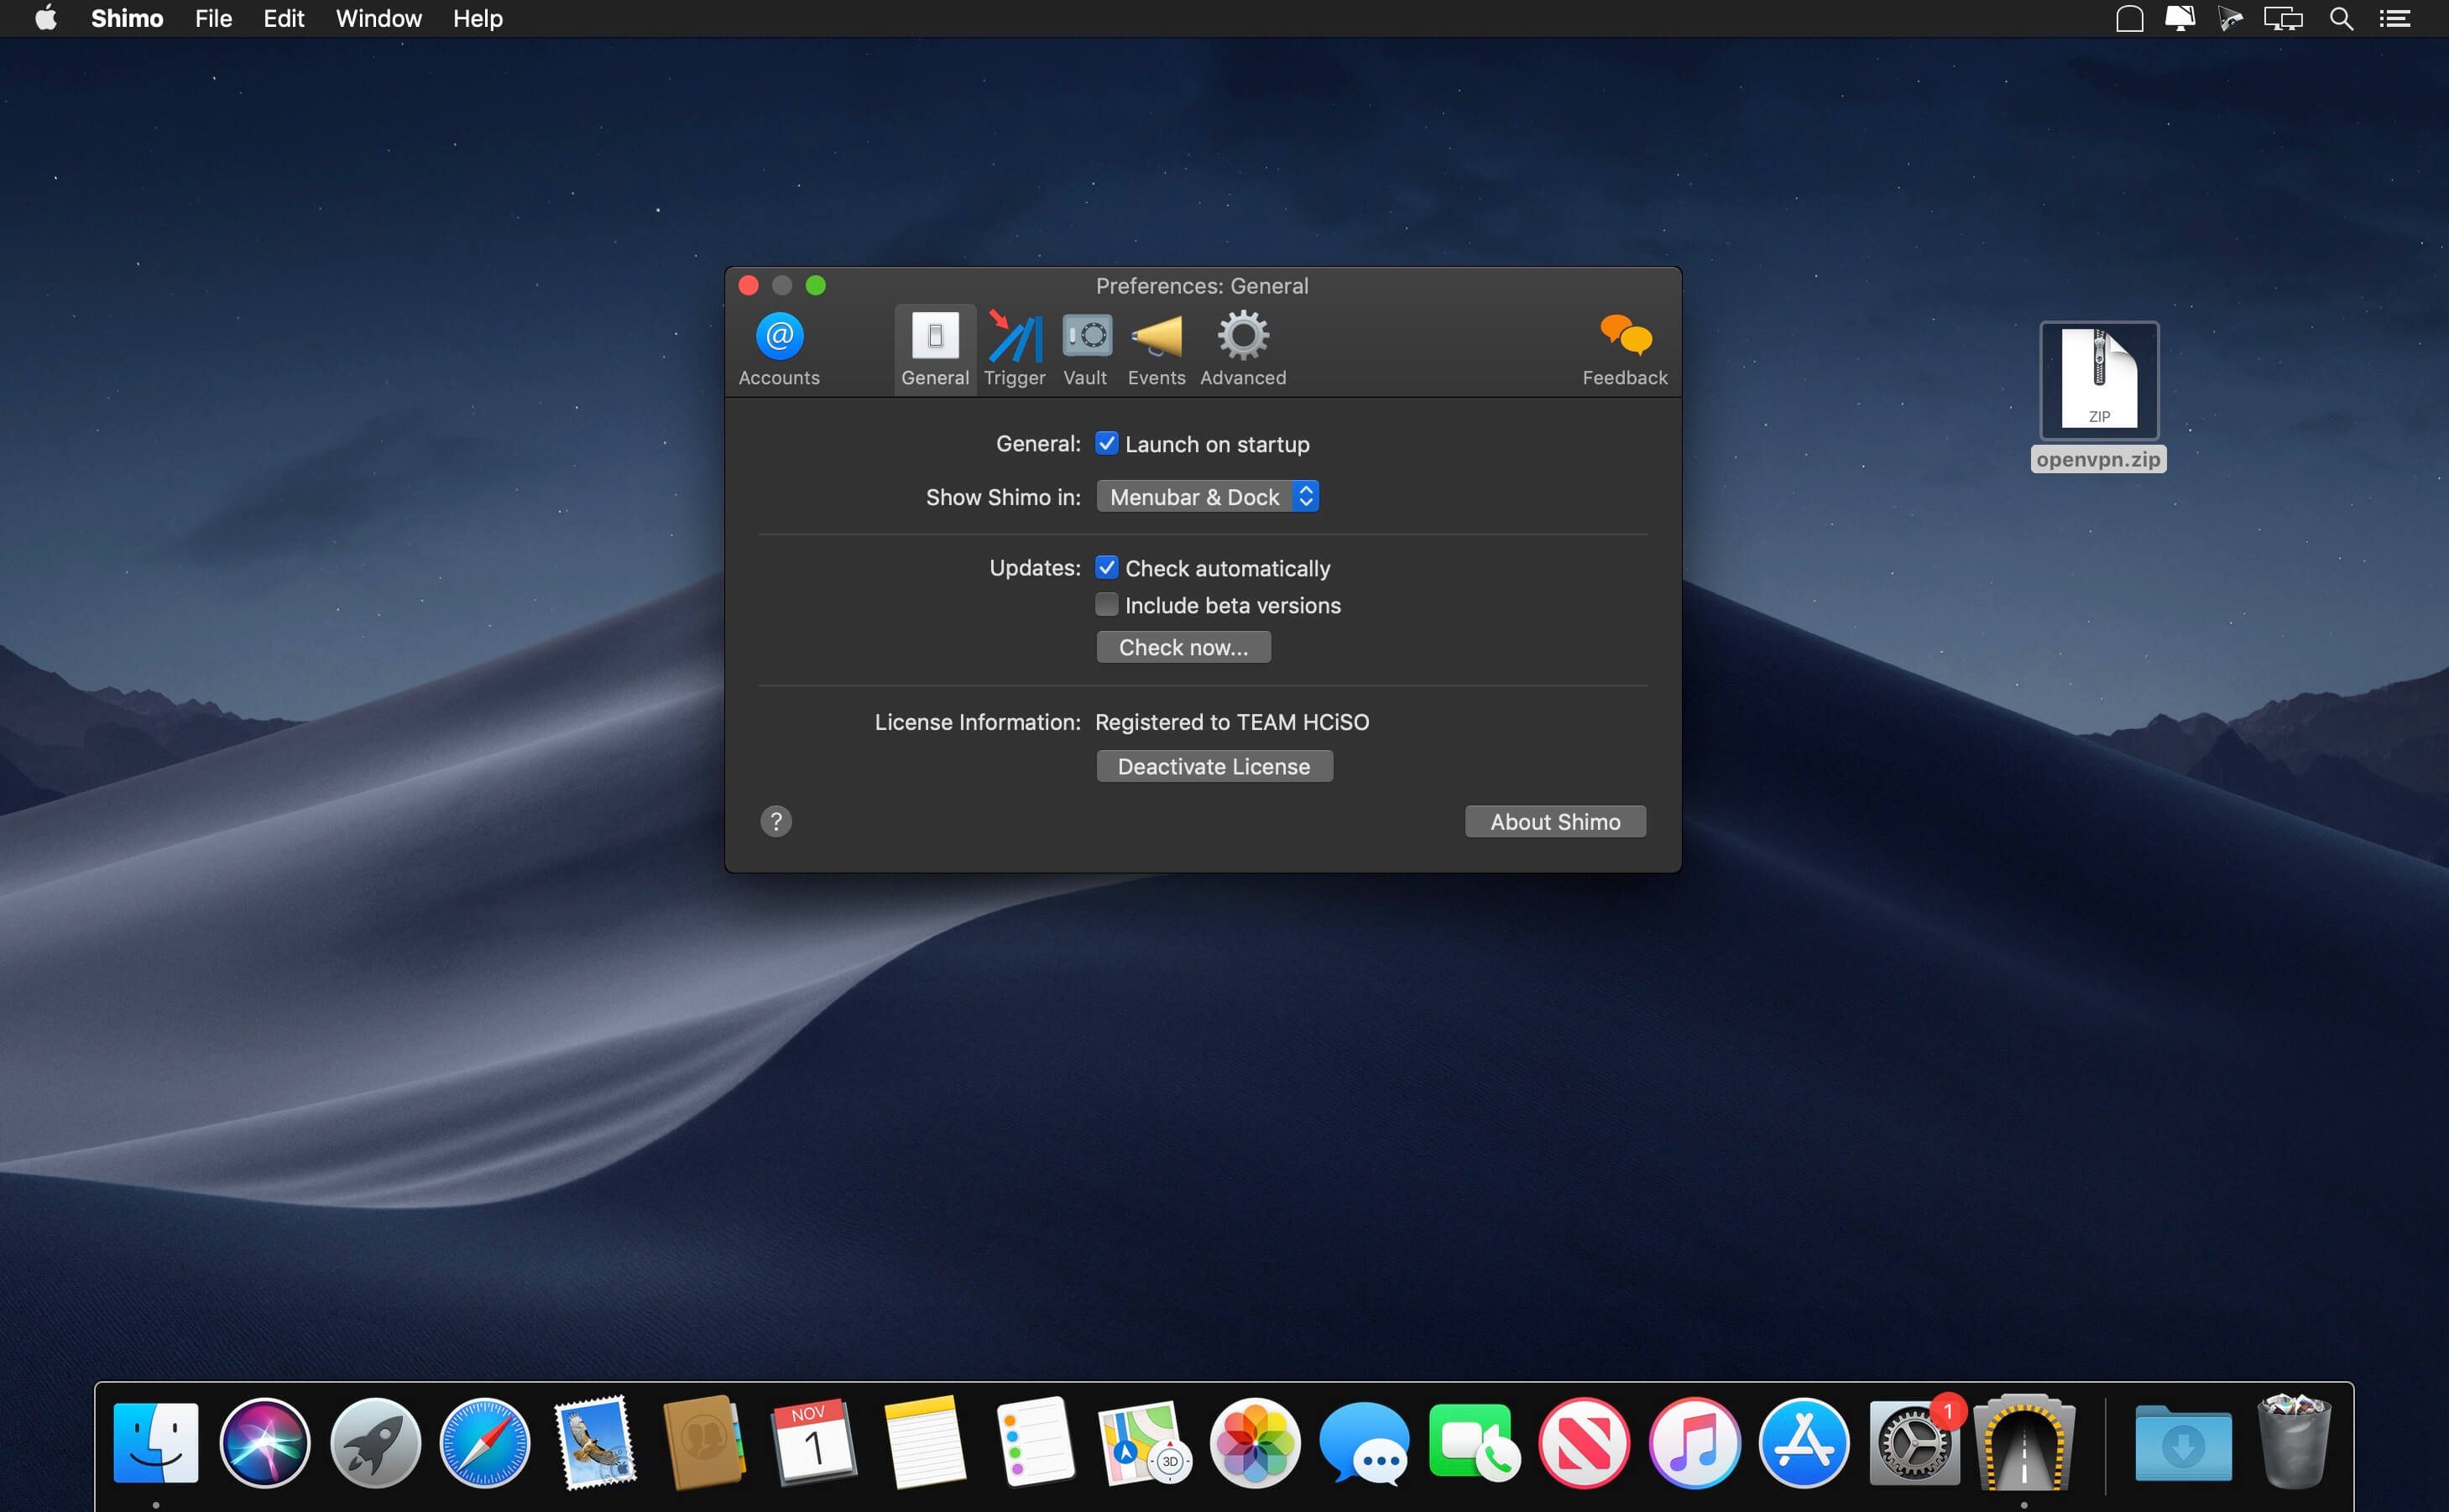 Shimo File Edit Window Help
Preferences: General
@
Accounts General Trigger Vault Events Advanced Feedback
General: Launch on startup
Show Shimo in: Menubar & Dock
Updates: Check automatically
Include beta versions
Check now...
License Information: Registered to TEAM HCiSO
Deactivate License
? About Shimo
ZIP
openvpn.zip
NOV
1
3D
1